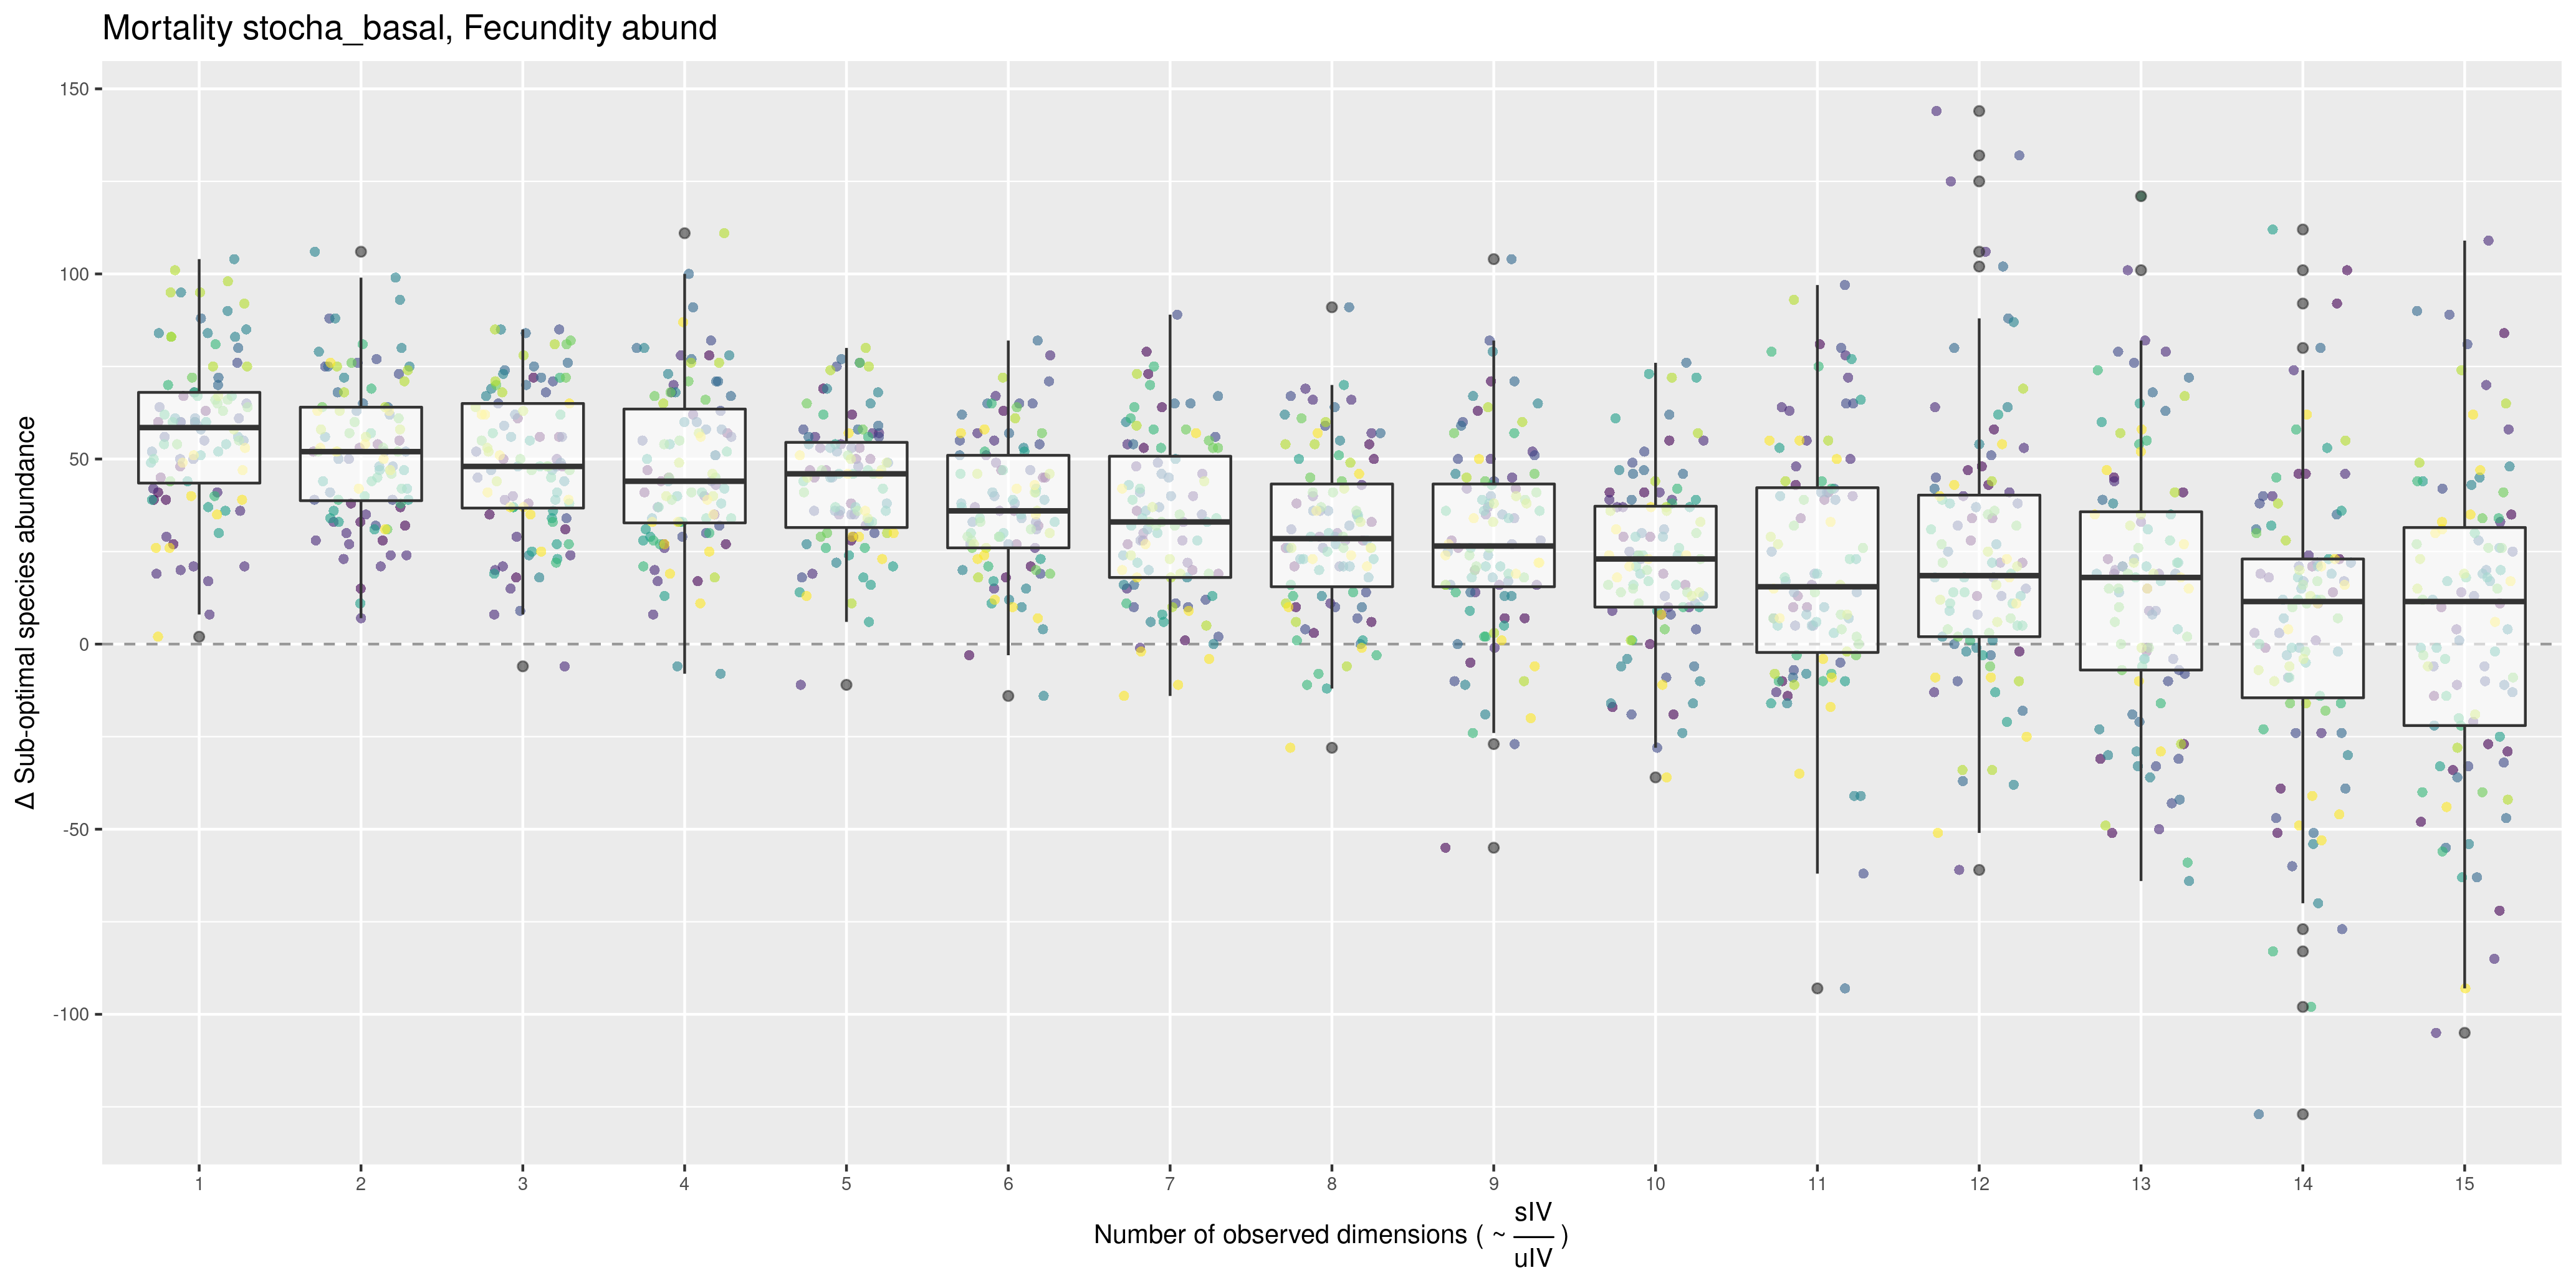 Mortality stocha_basal, Fecundity abund
Δ Sub-optimal species abundance
150
100
50
0
-50
-100
1 2 3 4 5 6 7 8 9 10 11 12 13 14 15
Number of observed dimensions ( ~ sIV / uIV )